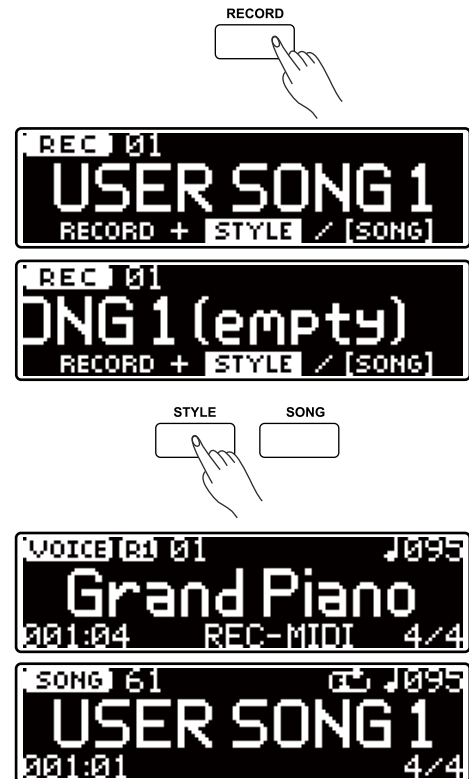 RECORD
REC 01
USER SONG 1
RECORD + STYLE / [SONG]
REC 01
ONG 1 (empty)
RECORD + STYLE / [SONG]
STYLE SONG
VOICE R1 01 ♩095
Grand Piano
001:04 REC-MIDI 4/4
SONG 61 ♩095
USER SONG 1
001:01 4/4